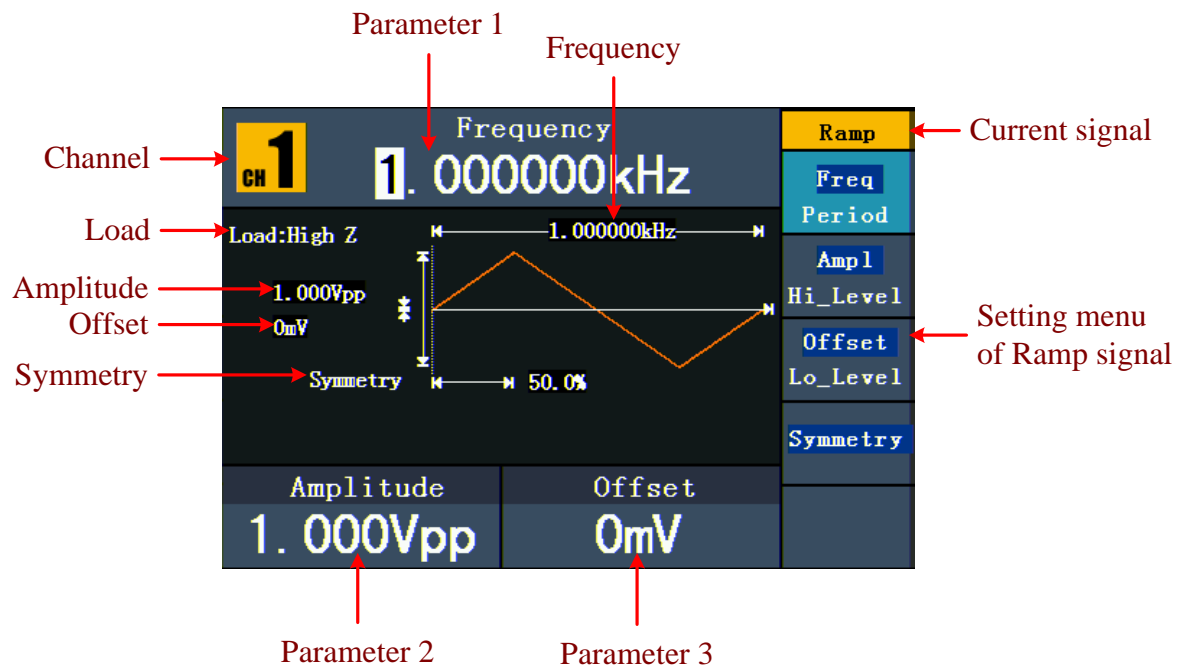 Parameter 1
Frequency
Channel
CH 1
Frequency
1.000000kHz
Ramp
Current signal
Freq
Period
Load
Load:High Z
1.000000kHz
Ampl
Hi_Level
Amplitude
1.000Vpp
Offset
0mV
Offset
Lo_Level
Setting menu
of Ramp signal
Symmetry
Symmetry
50.0%
Symmetry
Amplitude
1.000Vpp
Offset
0mV
Parameter 2
Parameter 3